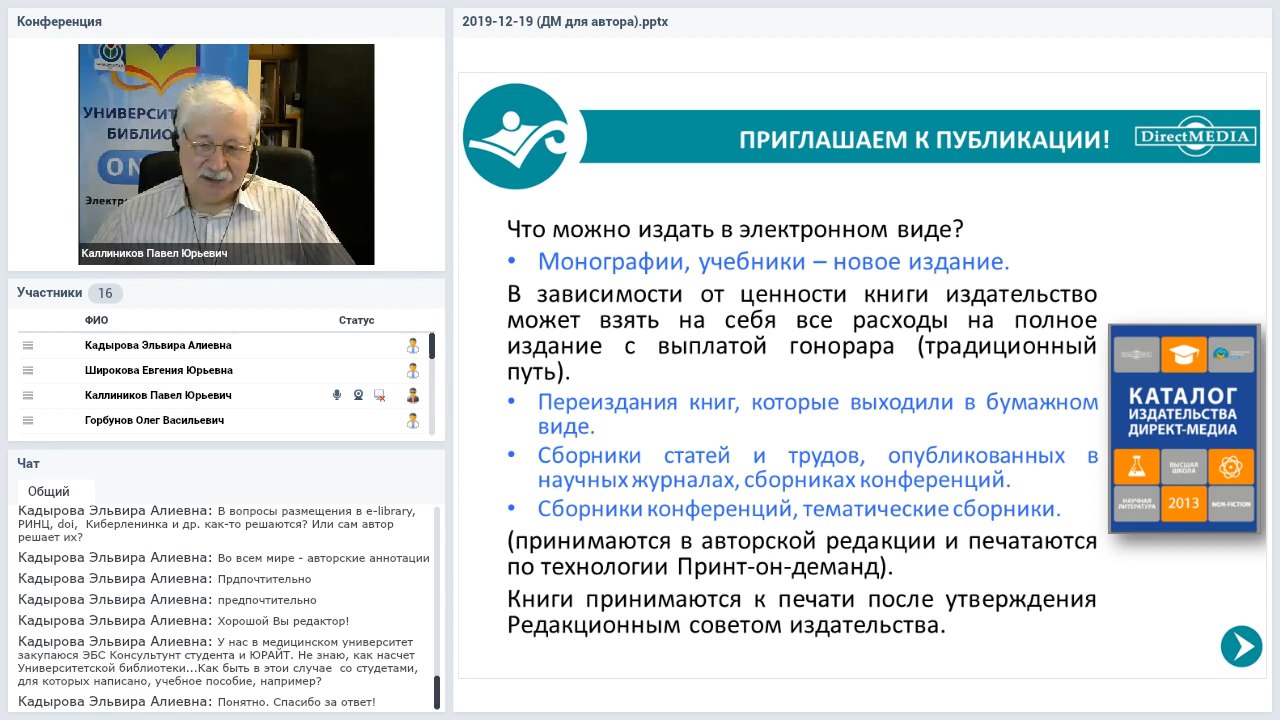 Конференция
УНИВЕРСИТ
БИБЛИО
ON
Электр
Каллиников Павел Юрьевич
Участники 16
ФИО Статус
Кадырова Эльвира Алиевна
Широкова Евгения Юрьевна
Каллиников Павел Юрьевич
Горбунов Олег Васильевич
Чат
Общий
Кадырова Эльвира Алиевна: В вопросы размещения в e-library,
РИНЦ, doi, Киберленинка и др. как-то решаются? Или сам автор
решает их?
Кадырова Эльвира Алиевна: Во всем мире - авторские аннотации
Кадырова Эльвира Алиевна: Прдпочтительно
Кадырова Эльвира Алиевна: предпочтительно
Кадырова Эльвира Алиевна: Хорошой Вы редактор!
Кадырова Эльвира Алиевна: У нас в медицинском университет
закупаюся ЭБС Консультунт студента и ЮРАЙТ. Не знаю, как насчет
Университетской библиотеки...Как быть в этои случае со студетами,
для которых написано, учебное пособие, например?
Кадырова Эльвира Алиевна: Понятно. Спасибо за ответ!
2019-12-19 (ДМ для автора).pptx
ПРИГЛАШАЕМ К ПУБЛИКАЦИИ!
DirectMEDIA
Что можно издать в электронном виде?
• Монографии, учебники – новое издание.
В зависимости от ценности книги издательство
может взять на себя все расходы на полное
издание с выплатой гонорара (традиционный
путь).
• Переиздания книг, которые выходили в бумажном
виде.
• Сборники статей и трудов, опубликованных в
научных журналах, сборниках конференций.
• Сборники конференций, тематические сборники.
(принимаются в авторской редакции и печатаются
по технологии Принт-он-деманд).
Книги принимаются к печати после утверждения
Редакционным советом издательства.
КАТАЛОГ
ИЗДАТЕЛЬСТВА
ДИРЕКТ-МЕДИА
ВЫСШАЯ
ШКОЛА
НАУЧНАЯ
ЛИТЕРАТУРА
2013
NON-FICTION